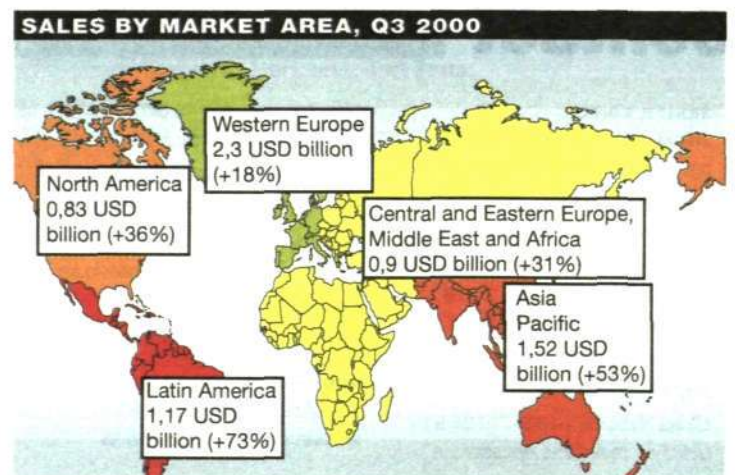 SALES BY MARKET AREA, Q3 2000
Western Europe
2,3 USD billion
(+18%)
North America
0,83 USD
billion (+36%)
Central and Eastern Europe,
Middle East and Africa
0,9 USD billion (+31%)
Asia
Pacific
1,52 USD
billion (+53%)
Latin America
1,17 USD
billion (+73%)